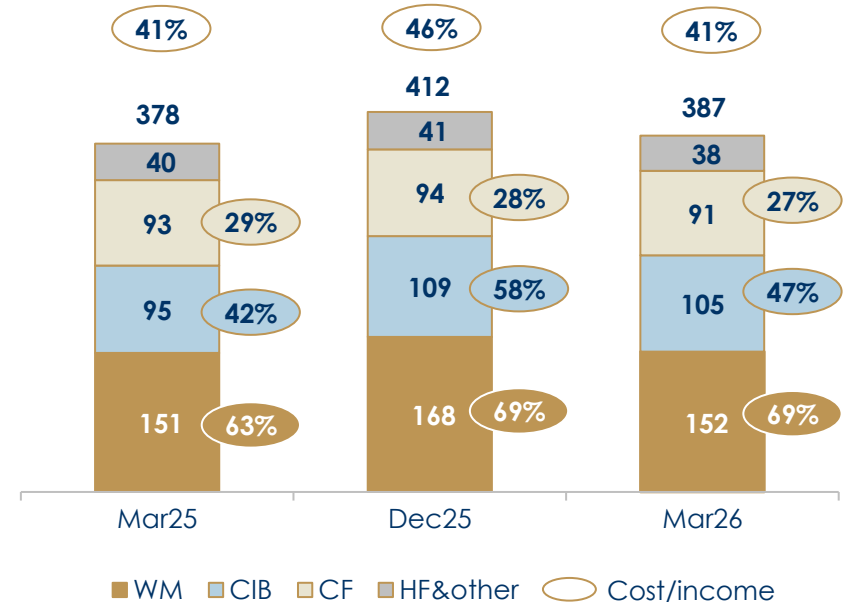 41% 46% 41%
378 412 387
40 41 38
93 29% 94 28% 91 27%
95 42% 109 58% 105 47%
151 63% 168 69% 152 69%
Mar25 Dec25 Mar26
WM CIB CF HF&other Cost/income